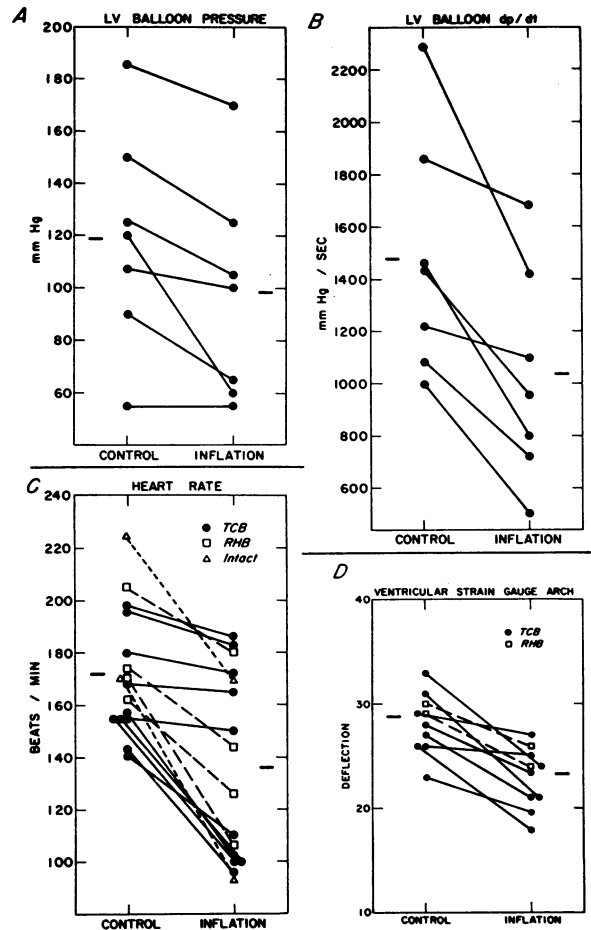 A
LV BALLOON PRESSURE
200
180
160
140
120
100
80
60
mm Hg
CONTROL INFLATION
B
LV BALLOON dp/dt
2200
2000
1800
1600
1400
1200
1000
800
600
mm Hg / SEC
CONTROL INFLATION
C
HEART RATE
240
220
200
180
160
140
120
100
BEATS / MIN
TCB
RHB
Intact
CONTROL INFLATION
D
VENTRICULAR STRAIN GAUGE ARCH
40
30
20
10
DEFLECTION
TCB
RHB
CONTROL INFLATION